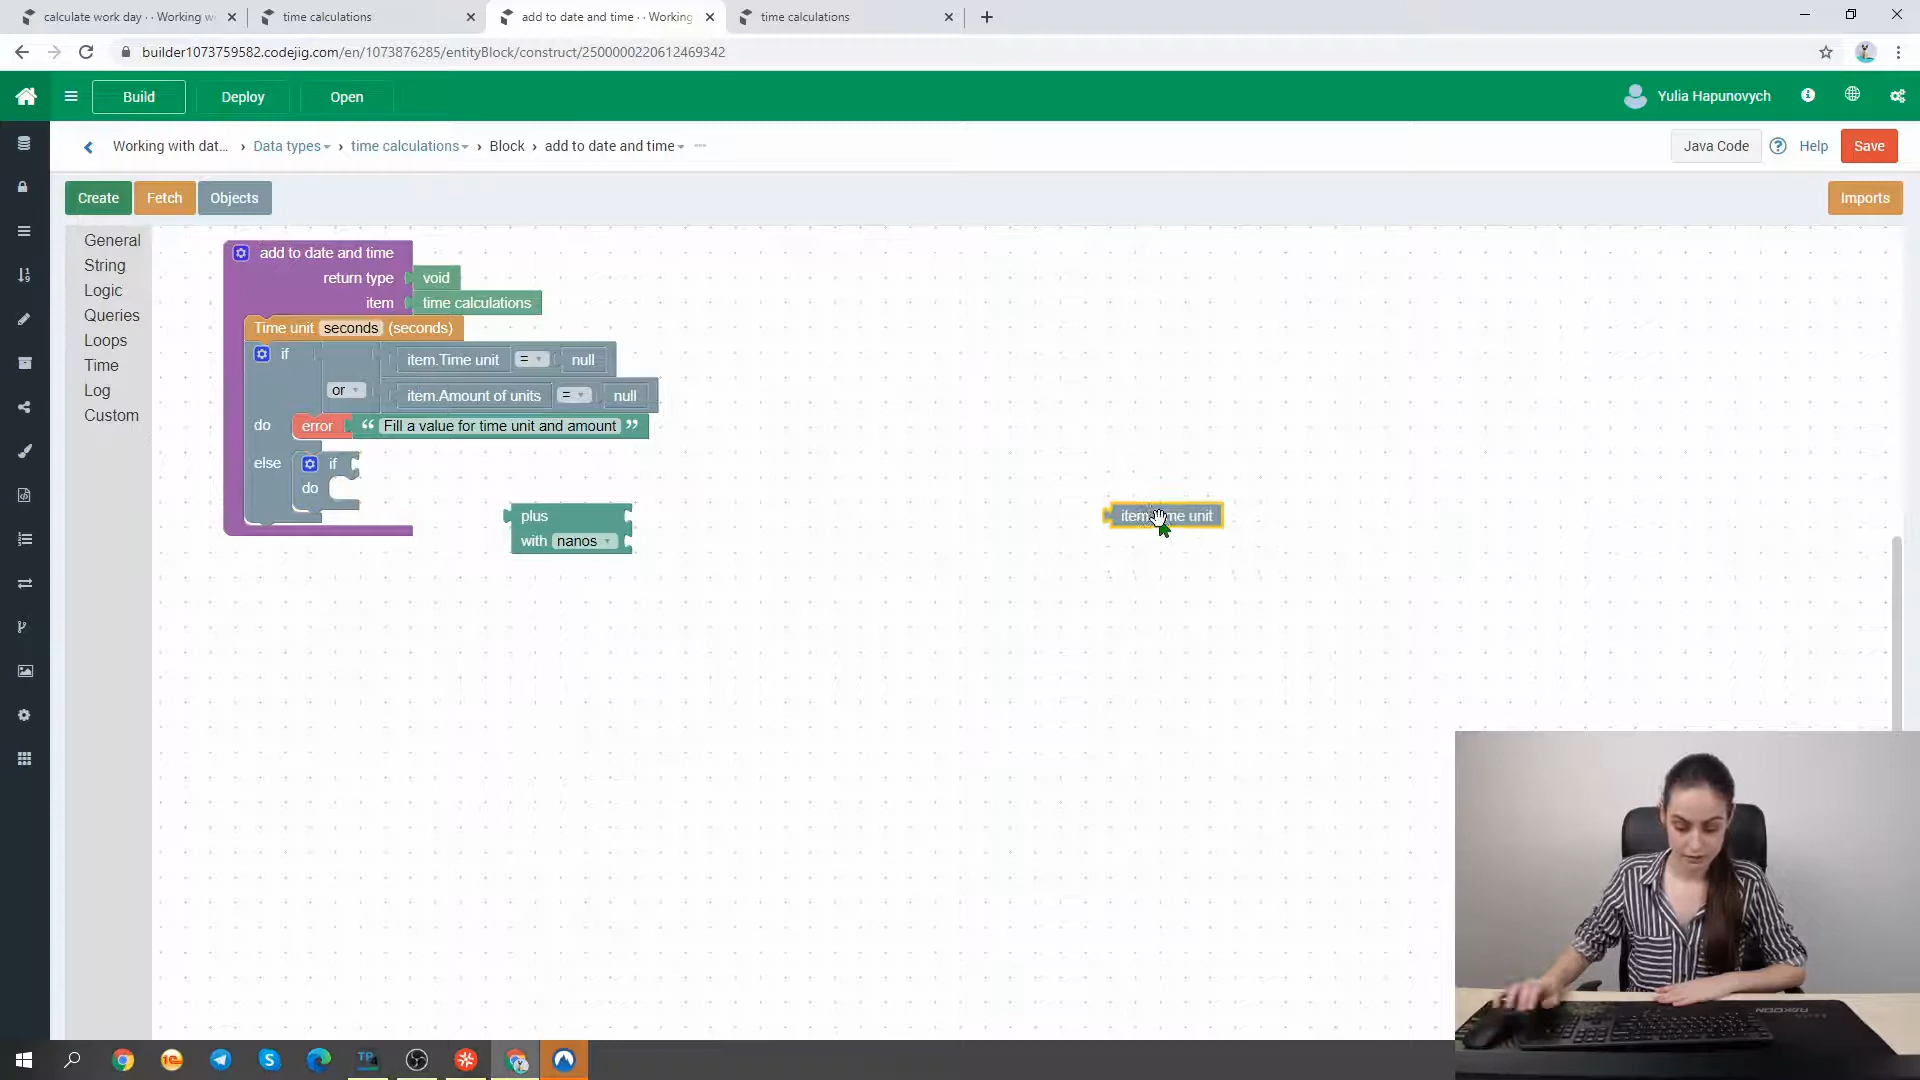 calculate work day · · Working w
time calculations
add to date and time · · Working
time calculations
builder1073759582.codejig.com/en/1073876285/entityBlock/construct/2500000220612469342
Build
Deploy
Open
Yulia Hapunovych
Working with dat... › Data types › time calculations › Block › add to date and time
Java Code
Help
Save
Create
Fetch
Objects
Imports
General
String
Logic
Queries
Loops
Time
Log
Custom
add to date and time
return type void
item time calculations
Time unit seconds (seconds)
if item.Time unit = null
or item.Amount of units = null
do error “ Fill a value for time unit and amount ”
else if
do
plus
with nanos
unit